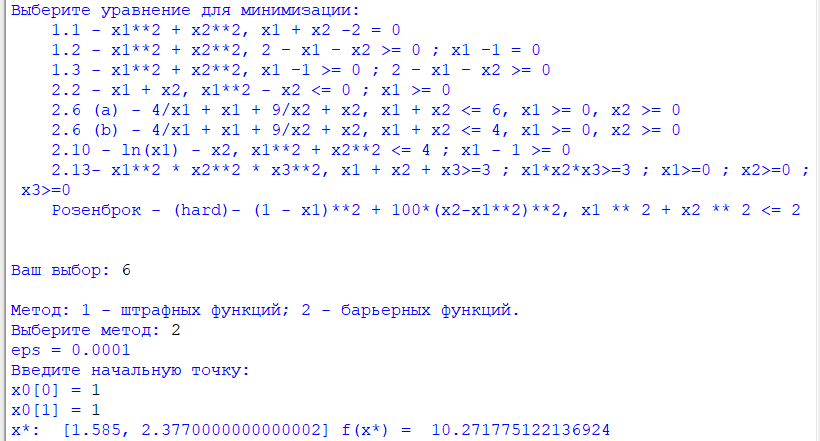 Выберите уравнение для минимизации:
1.1 - x1**2 + x2**2, x1 + x2 -2 = 0
1.2 - x1**2 + x2**2, 2 - x1 - x2 >= 0 ; x1 -1 = 0
1.3 - x1**2 + x2**2, x1 -1 >= 0 ; 2 - x1 - x2 >= 0
2.2 - x1 + x2, x1**2 - x2 <= 0 ; x1 >= 0
2.6 (a) - 4/x1 + x1 + 9/x2 + x2, x1 + x2 <= 6, x1 >= 0, x2 >= 0
2.6 (b) - 4/x1 + x1 + 9/x2 + x2, x1 + x2 <= 4, x1 >= 0, x2 >= 0
2.10 - ln(x1) - x2, x1**2 + x2**2 <= 4 ; x1 - 1 >= 0
2.13- x1**2 * x2**2 * x3**2, x1 + x2 + x3>=3 ; x1*x2*x3>=3 ; x1>=0 ; x2>=0 ;
x3>=0
Розенброк - (hard)- (1 - x1)**2 + 100*(x2-x1**2)**2, x1 ** 2 + x2 ** 2 <= 2
Ваш выбор: 6
Метод: 1 - штрафных функций; 2 - барьерных функций.
Выберите метод: 2
eps = 0.0001
Введите начальную точку:
x0[0] = 1
x0[1] = 1
x*:  [1.585, 2.3770000000000002] f(x*) =  10.271775122136924